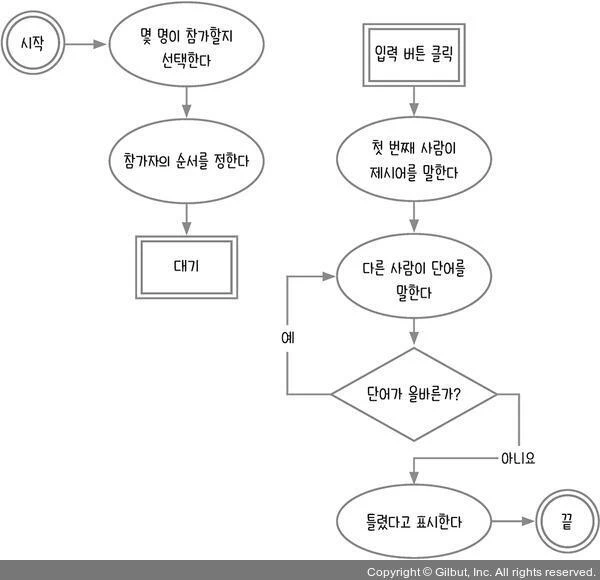 시작
몇 명이 참가할지
선택한다
참가자의 순서를 정한다
대기
입력 버튼 클릭
첫 번째 사람이
제시어를 말한다
다른 사람이 단어를
말한다
예
단어가 올바른가?
아니요
틀렸다고 표시한다
끝
Copyright © Gilbut, Inc. All rights reserved.